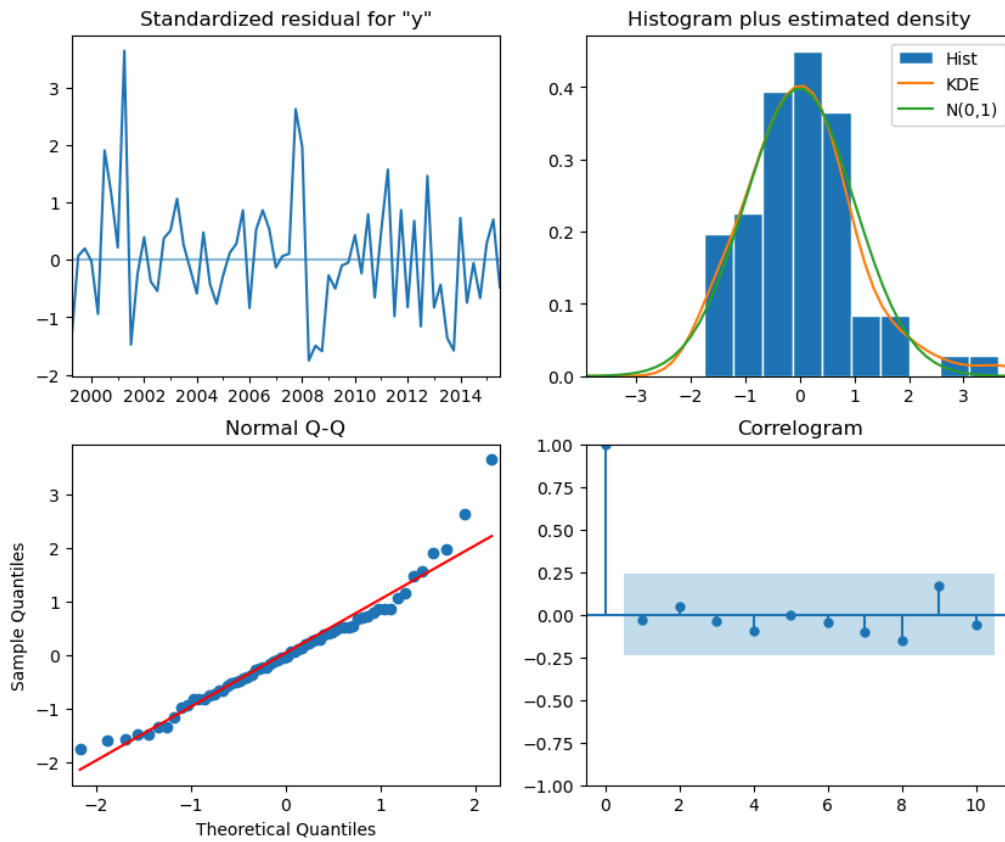 Standardized residual for "y"
3
2
1
0
−1
−2
2000 2002 2004 2006 2008 2010 2012 2014
Histogram plus estimated density
Hist
KDE
N(0,1)
0.4
0.3
0.2
0.1
0.0
−3 −2 −1 0 1 2 3
Normal Q-Q
Sample Quantiles
3
2
1
0
−1
−2
−2 −1 0 1 2
Theoretical Quantiles
Correlogram
1.00
0.75
0.50
0.25
0.00
−0.25
−0.50
−0.75
−1.00
0 2 4 6 8 10